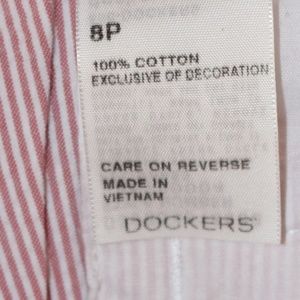 8P
100% COTTON
EXCLUSIVE OF DECORATION
CARE ON REVERSE
MADE IN
VIETNAM
DOCKERS®